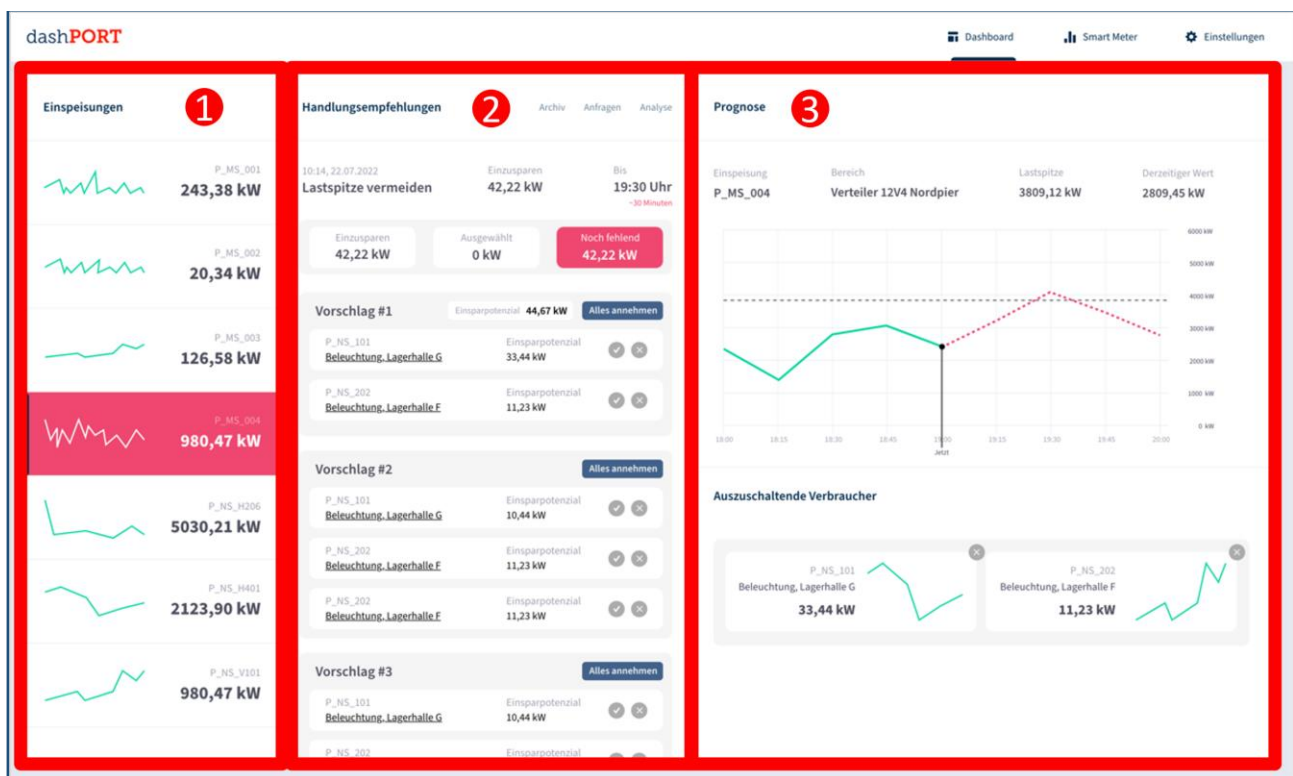 dashPORT
Dashboard
Smart Meter
Einstellungen
Einspeisungen
1
P_MS_001
243,38 kW
P_MS_002
20,34 kW
P_MS_003
126,58 kW
P_MS_004
980,47 kW
P_NS_H206
5030,21 kW
P_NS_H401
2123,90 kW
P_NS_V101
980,47 kW
Handlungsempfehlungen
2
Archiv Anfragen Analyse
10:14, 22.07.2022 Einzusparen Bis
Lastspitze vermeiden 42,22 kW 19:30 Uhr
~30 Minuten
Einzusparen Ausgewählt Noch fehlend
42,22 kW 0 kW 42,22 kW
Vorschlag #1 Einsparpotenzial 44,67 kW Alles annehmen
P_NS_101 Einsparpotenzial
Beleuchtung, Lagerhalle G 33,44 kW
P_NS_202 Einsparpotenzial
Beleuchtung, Lagerhalle F 11,23 kW
Vorschlag #2 Alles annehmen
P_NS_101 Einsparpotenzial
Beleuchtung, Lagerhalle G 10,44 kW
P_NS_202 Einsparpotenzial
Beleuchtung, Lagerhalle F 11,23 kW
P_NS_202 Einsparpotenzial
Beleuchtung, Lagerhalle F 11,23 kW
Vorschlag #3 Alles annehmen
P_NS_101 Einsparpotenzial
Beleuchtung, Lagerhalle G 10,44 kW
P_NS_202 Einsparpotenzial
Prognose
3
Einspeisung Bereich Lastspitze Derzeitiger Wert
P_MS_004 Verteiler 12V4 Nordpier 3809,12 kW 2809,45 kW
6000 kW
5000 kW
4000 kW
3000 kW
2000 kW
1000 kW
0 kW
18:00 18:15 18:30 18:45 19:00 19:15 19:30 19:45 20:00
Jetzt
Auszuschaltende Verbraucher
P_NS_101
Beleuchtung, Lagerhalle G
33,44 kW
P_NS_202
Beleuchtung, Lagerhalle F
11,23 kW